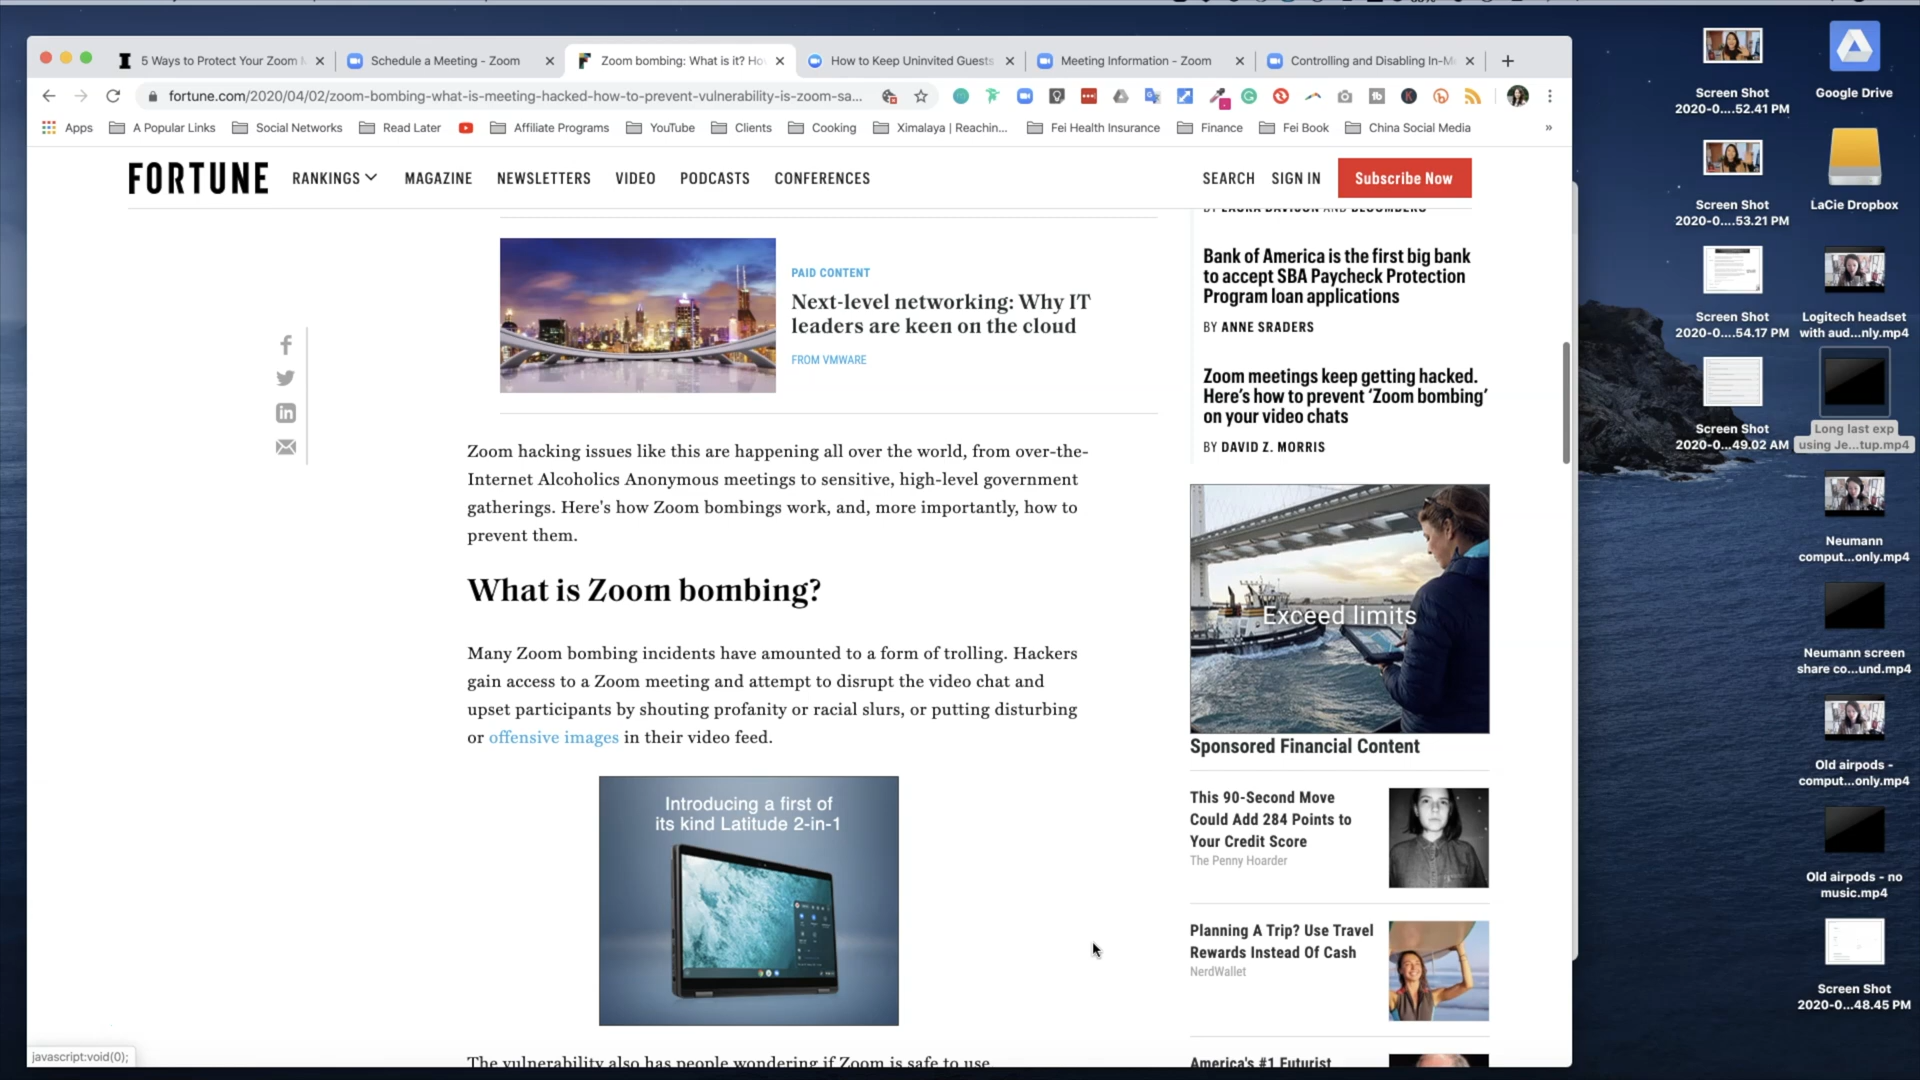 5 Ways to Protect Your Zoom
Schedule a Meeting - Zoom
Zoom bombing: What is it? Ho
How to Keep Uninvited Guests
Meeting Information - Zoom
Controlling and Disabling In-M
fortune.com/2020/04/02/zoom-bombing-what-is-meeting-hacked-how-to-prevent-vulnerability-is-zoom-sa...
Apps
A Popular Links
Social Networks
Read Later
Affiliate Programs
YouTube
Clients
Cooking
Ximalaya | Reachin...
Fei Health Insurance
Finance
Fei Book
China Social Media
»
FORTUNE
RANKINGS
MAGAZINE
NEWSLETTERS
VIDEO
PODCASTS
CONFERENCES
SEARCH
SIGN IN
Subscribe Now
PAID CONTENT
Next-level networking: Why IT
leaders are keen on the cloud
FROM VMWARE
Zoom hacking issues like this are happening all over the world, from over-the-
Internet Alcoholics Anonymous meetings to sensitive, high-level government
gatherings. Here's how Zoom bombings work, and, more importantly, how to
prevent them.
What is Zoom bombing?
Many Zoom bombing incidents have amounted to a form of trolling. Hackers
gain access to a Zoom meeting and attempt to disrupt the video chat and
upset participants by shouting profanity or racial slurs, or putting disturbing
or offensive images in their video feed.
Introducing a first of
its kind Latitude 2-in-1
The vulnerability also has people wondering if Zoom is safe to use
BY LAURA DAVISON AND BLOOMBERG
Bank of America is the first big bank
to accept SBA Paycheck Protection
Program loan applications
BY ANNE SRADERS
Zoom meetings keep getting hacked.
Here's how to prevent 'Zoom bombing'
on your video chats
BY DAVID Z. MORRIS
Exceed limits
Sponsored Financial Content
This 90-Second Move
Could Add 284 Points to
Your Credit Score
The Penny Hoarder
Planning A Trip? Use Travel
Rewards Instead Of Cash
NerdWallet
America's #1 Futurist
javascript:void(0);
Screen Shot
2020-0....52.41 PM
Screen Shot
2020-0....53.21 PM
Screen Shot
2020-0....54.17 PM
Screen Shot
2020-0...49.02 AM
Google Drive
LaCie Dropbox
Logitech headset
with aud...nly.mp4
Long last exp
using Je...tup.mp4
Neumann
comput...only.mp4
Neumann screen
share co...und.mp4
Old airpods -
comput...only.mp4
Old airpods - no
music.mp4
Screen Shot
2020-0...48.45 PM